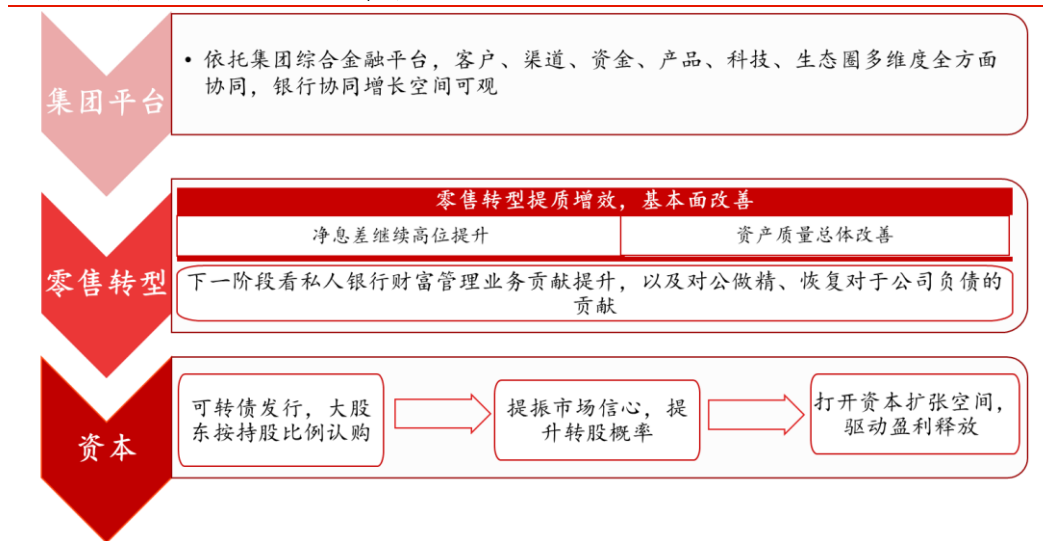 集团平台
• 依托集团综合金融平台，客户、渠道、资金、产品、科技、生态圈多维度全方面
协同，银行协同增长空间可观
零售转型
零售转型提质增效，基本面改善
净息差继续高位提升
资产质量总体改善
下一阶段看私人银行财富管理业务贡献提升，以及对公做精、恢复对于公司负债的
贡献
资本
可转债发行，大股
东按持股比例认购
提振市场信心，提
升转股概率
打开资本扩张空间，
驱动盈利释放